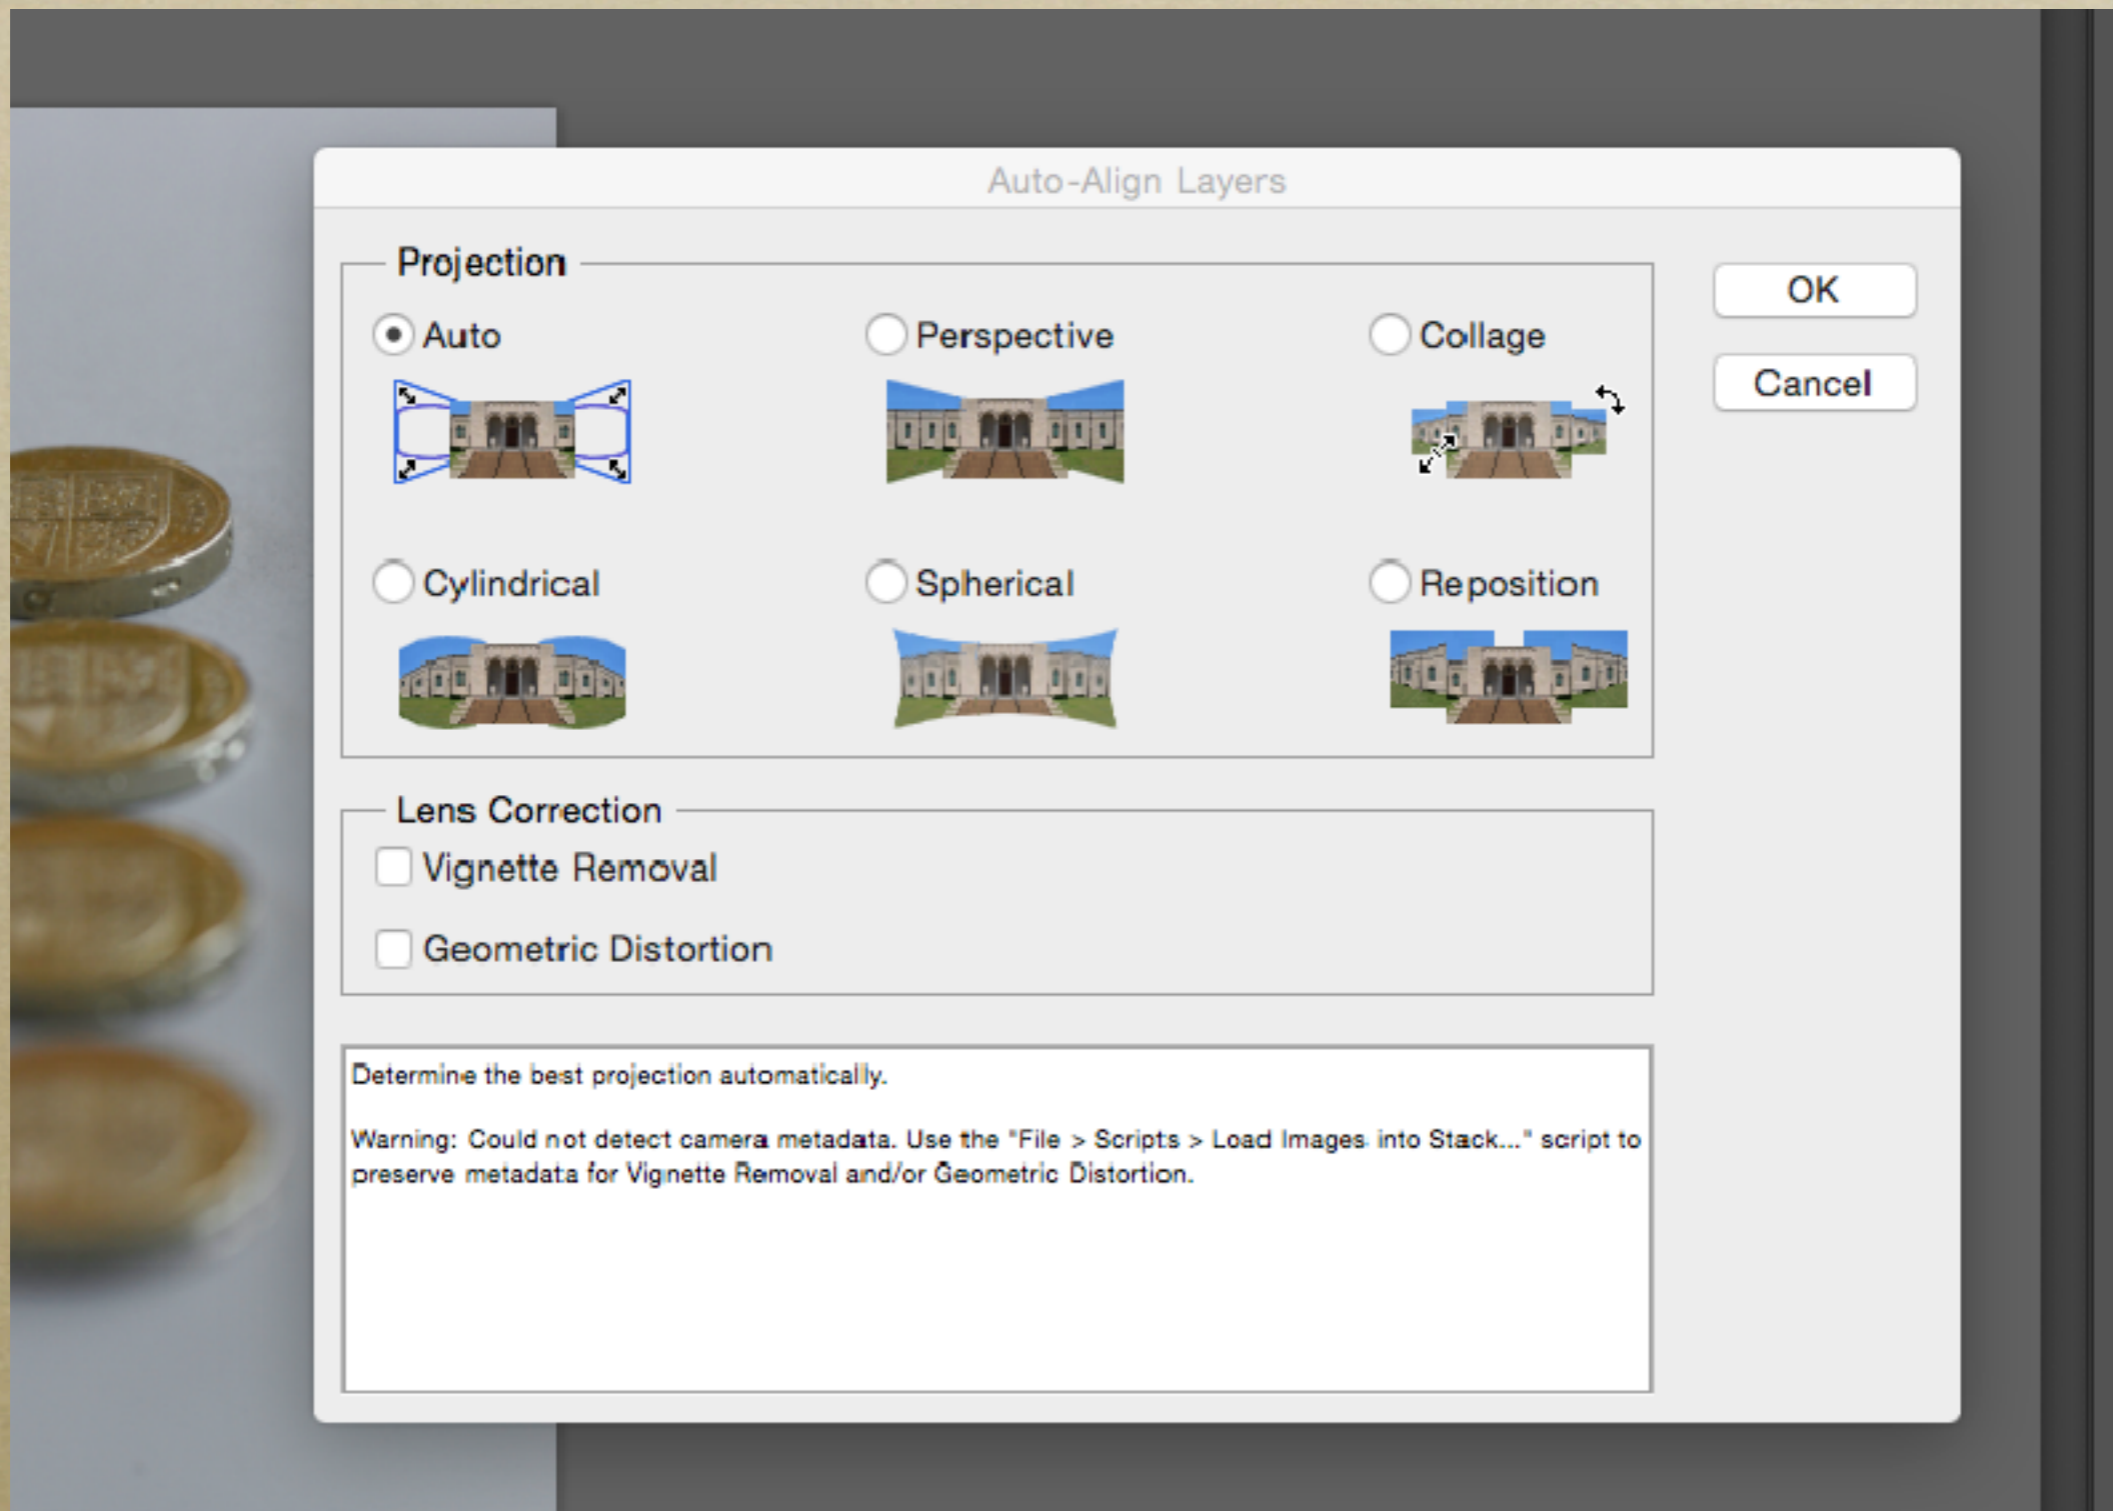 Auto-Align Layers
Projection
Auto
Perspective
Collage
OK
Cancel
Cylindrical
Spherical
Reposition
Lens Correction
Vignette Removal
Geometric Distortion
Determine the best projection automatically.
Warning: Could not detect camera metadata. Use the "File > Scripts > Load Images into Stack..." script to
preserve metadata for Vignette Removal and/or Geometric Distortion.